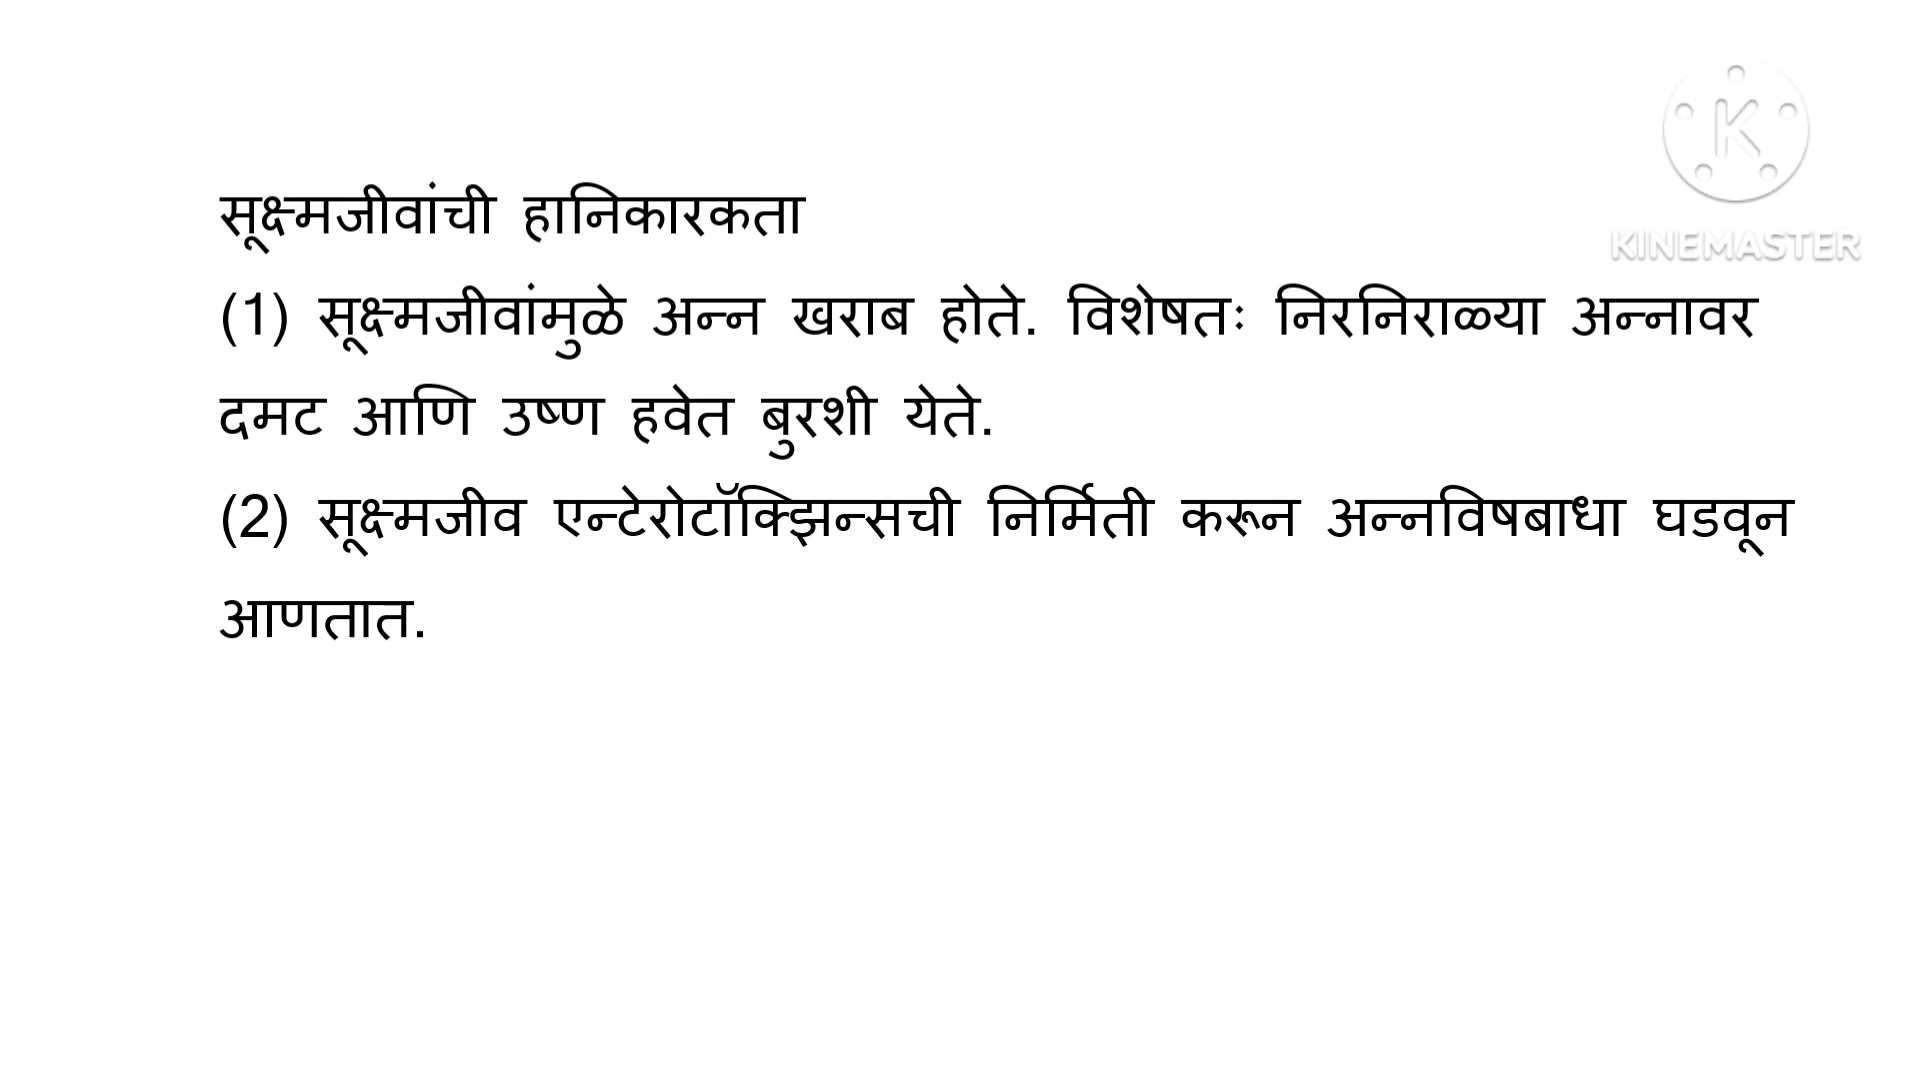 सूक्ष्मजीवांची हानिकारकता
(1) सूक्ष्मजीवांमुळे अन्न खराब होते. विशेषतः निरनिराळ्या अन्नावर
दमट आणि उष्ण हवेत बुरशी येते.
(2) सूक्ष्मजीव एन्टेरोटॉक्झिन्सची निर्मिती करून अन्नविषबाधा घडवून
आणतात.
K
KINEMASTER